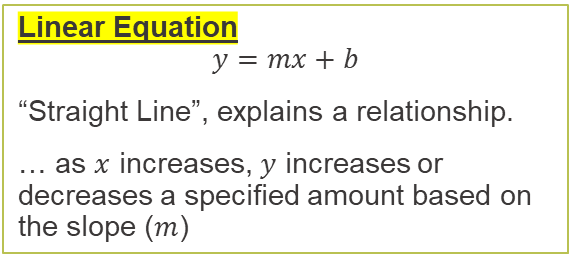 Linear Equation
y = mx + b
“Straight Line”, explains a relationship.
… as x increases, y increases or
decreases a specified amount based on
the slope (m)